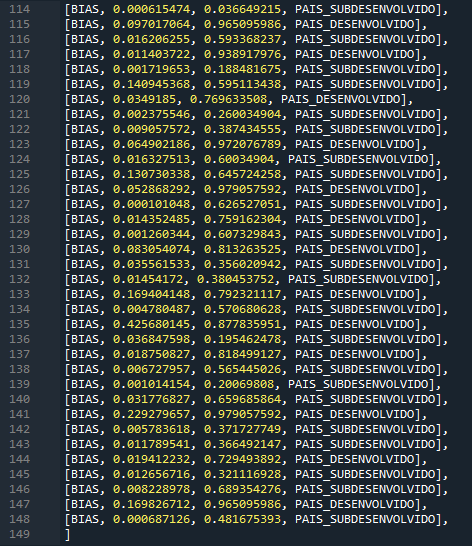 114 [BIAS, 0.000615474, 0.036649215, PAIS_SUBDESENVOLVIDO],
115 [BIAS, 0.097017064, 0.965095986, PAIS_DESENVOLVIDO],
116 [BIAS, 0.016206255, 0.593368237, PAIS_SUBDESENVOLVIDO],
117 [BIAS, 0.011403722, 0.938917976, PAIS_DESENVOLVIDO],
118 [BIAS, 0.001719653, 0.188481675, PAIS_SUBDESENVOLVIDO],
119 [BIAS, 0.140945368, 0.595113438, PAIS_SUBDESENVOLVIDO],
120 [BIAS, 0.0349185, 0.769633508, PAIS_DESENVOLVIDO],
121 [BIAS, 0.002375546, 0.260034904, PAIS_SUBDESENVOLVIDO],
122 [BIAS, 0.009057572, 0.387434555, PAIS_SUBDESENVOLVIDO],
123 [BIAS, 0.064902186, 0.972076789, PAIS_DESENVOLVIDO],
124 [BIAS, 0.016327513, 0.60034904, PAIS_SUBDESENVOLVIDO],
125 [BIAS, 0.130730338, 0.645724258, PAIS_SUBDESENVOLVIDO],
126 [BIAS, 0.052868292, 0.979057592, PAIS_DESENVOLVIDO],
127 [BIAS, 0.000101048, 0.626527051, PAIS_SUBDESENVOLVIDO],
128 [BIAS, 0.014352485, 0.759162304, PAIS_DESENVOLVIDO],
129 [BIAS, 0.001260344, 0.607329843, PAIS_SUBDESENVOLVIDO],
130 [BIAS, 0.083054074, 0.813263525, PAIS_DESENVOLVIDO],
131 [BIAS, 0.035561533, 0.356020942, PAIS_SUBDESENVOLVIDO],
132 [BIAS, 0.01454172, 0.380453752, PAIS_SUBDESENVOLVIDO],
133 [BIAS, 0.169404148, 0.792321117, PAIS_DESENVOLVIDO],
134 [BIAS, 0.004780487, 0.570680628, PAIS_SUBDESENVOLVIDO],
135 [BIAS, 0.425680145, 0.877835951, PAIS_DESENVOLVIDO],
136 [BIAS, 0.036847598, 0.195462478, PAIS_SUBDESENVOLVIDO],
137 [BIAS, 0.018750827, 0.818499127, PAIS_DESENVOLVIDO],
138 [BIAS, 0.006727957, 0.565445026, PAIS_SUBDESENVOLVIDO],
139 [BIAS, 0.001014154, 0.20069808, PAIS_SUBDESENVOLVIDO],
140 [BIAS, 0.031776827, 0.659685864, PAIS_SUBDESENVOLVIDO],
141 [BIAS, 0.229279657, 0.979057592, PAIS_DESENVOLVIDO],
142 [BIAS, 0.005783618, 0.371727749, PAIS_SUBDESENVOLVIDO],
143 [BIAS, 0.011789541, 0.366492147, PAIS_SUBDESENVOLVIDO],
144 [BIAS, 0.019412232, 0.729493892, PAIS_DESENVOLVIDO],
145 [BIAS, 0.012656716, 0.321116928, PAIS_SUBDESENVOLVIDO],
146 [BIAS, 0.008228978, 0.689354276, PAIS_SUBDESENVOLVIDO],
147 [BIAS, 0.169826712, 0.965095986, PAIS_DESENVOLVIDO],
148 [BIAS, 0.000687126, 0.481675393, PAIS_SUBDESENVOLVIDO],
149 ]